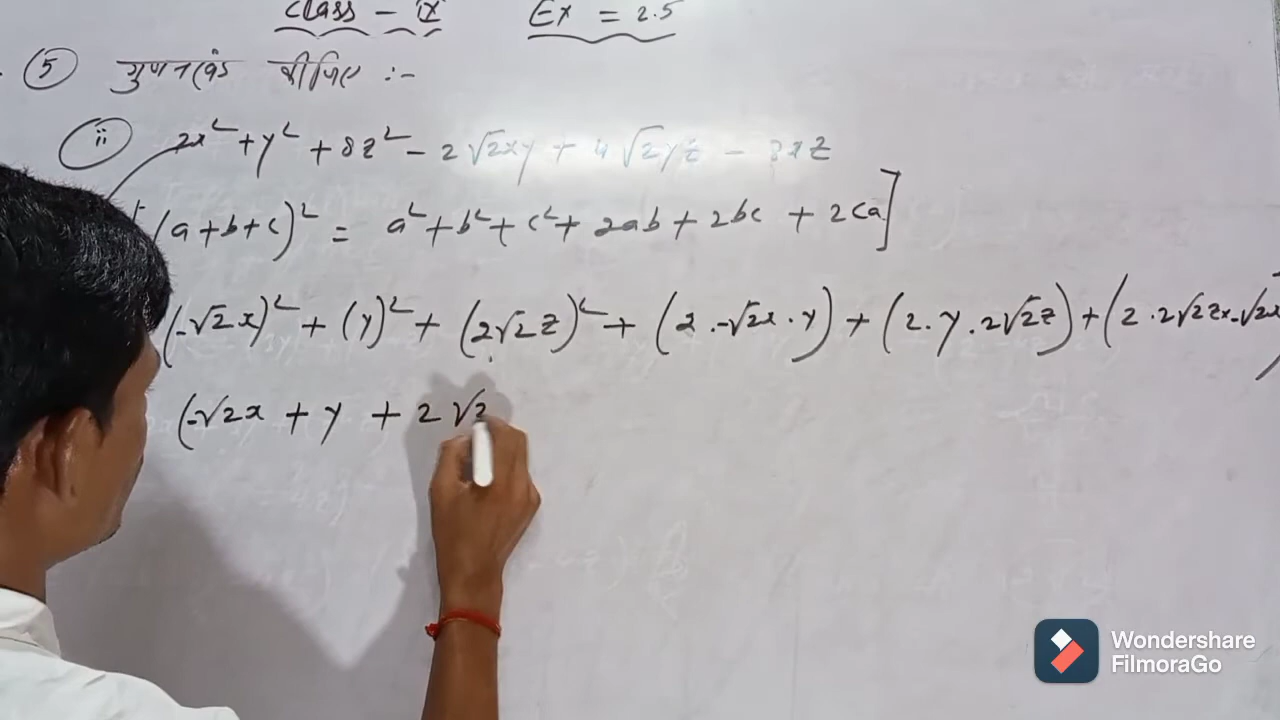 Class - IX Ex = 2.5
5 गुणनखंड कीजिए :-
ii 2x² + y² + 8z² - 2√2xy + 4√2yz - 8xz
(a+b+c)² = a² + b² + c² + 2ab + 2bc + 2ca]
(-√2x)² + (y)² + (2√2z)² + (2.-√2x.y) + (2.y.2√2z) + (2.2√2zx-√2x)
(-√2x + y + 2√2
Wondershare
FilmoraGo